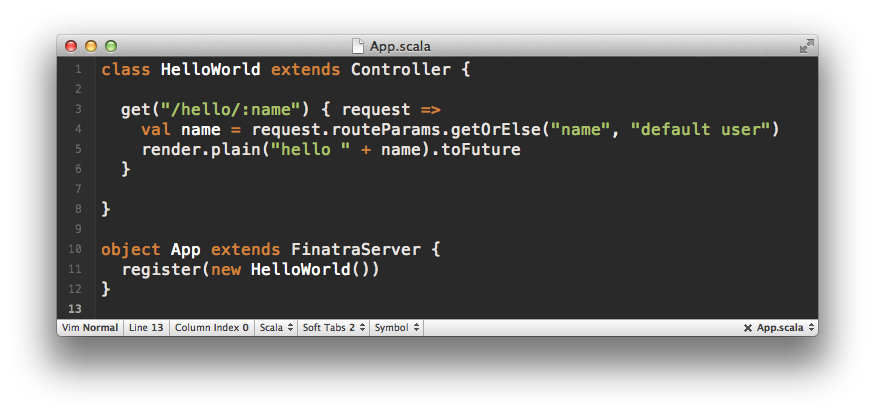 App.scala
1 class HelloWorld extends Controller {
2
3   get("/hello/:name") { request =>
4     val name = request.routeParams.getOrElse("name", "default user")
5     render.plain("hello " + name).toFuture
6   }
7
8 }
9
10 object App extends FinatraServer {
11   register(new HelloWorld())
12 }
13
Vim Normal Line 13 Column Index 0 Scala Soft Tabs 2 Symbol App.scala